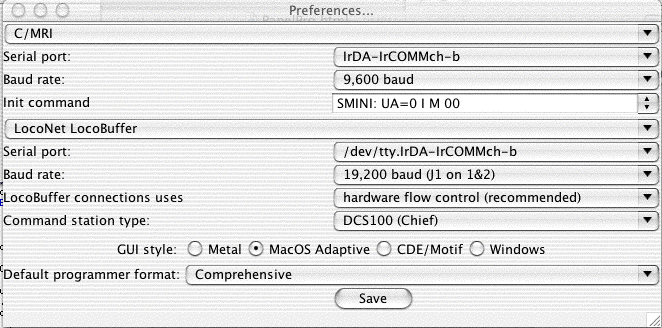 Preferences...
C/MRI
Serial port: IrDA-IrCOMMch-b
Baud rate: 9,600 baud
Init command SMINI: UA=0 I M 00
LocoNet LocoBuffer
Serial port: /dev/tty.IrDA-IrCOMMch-b
Baud rate: 19,200 baud (J1 on 1&2)
LocoBuffer connections uses hardware flow control (recommended)
Command station type: DCS100 (Chief)
GUI style: Metal MacOS Adaptive CDE/Motif Windows
Default programmer format: Comprehensive
Save